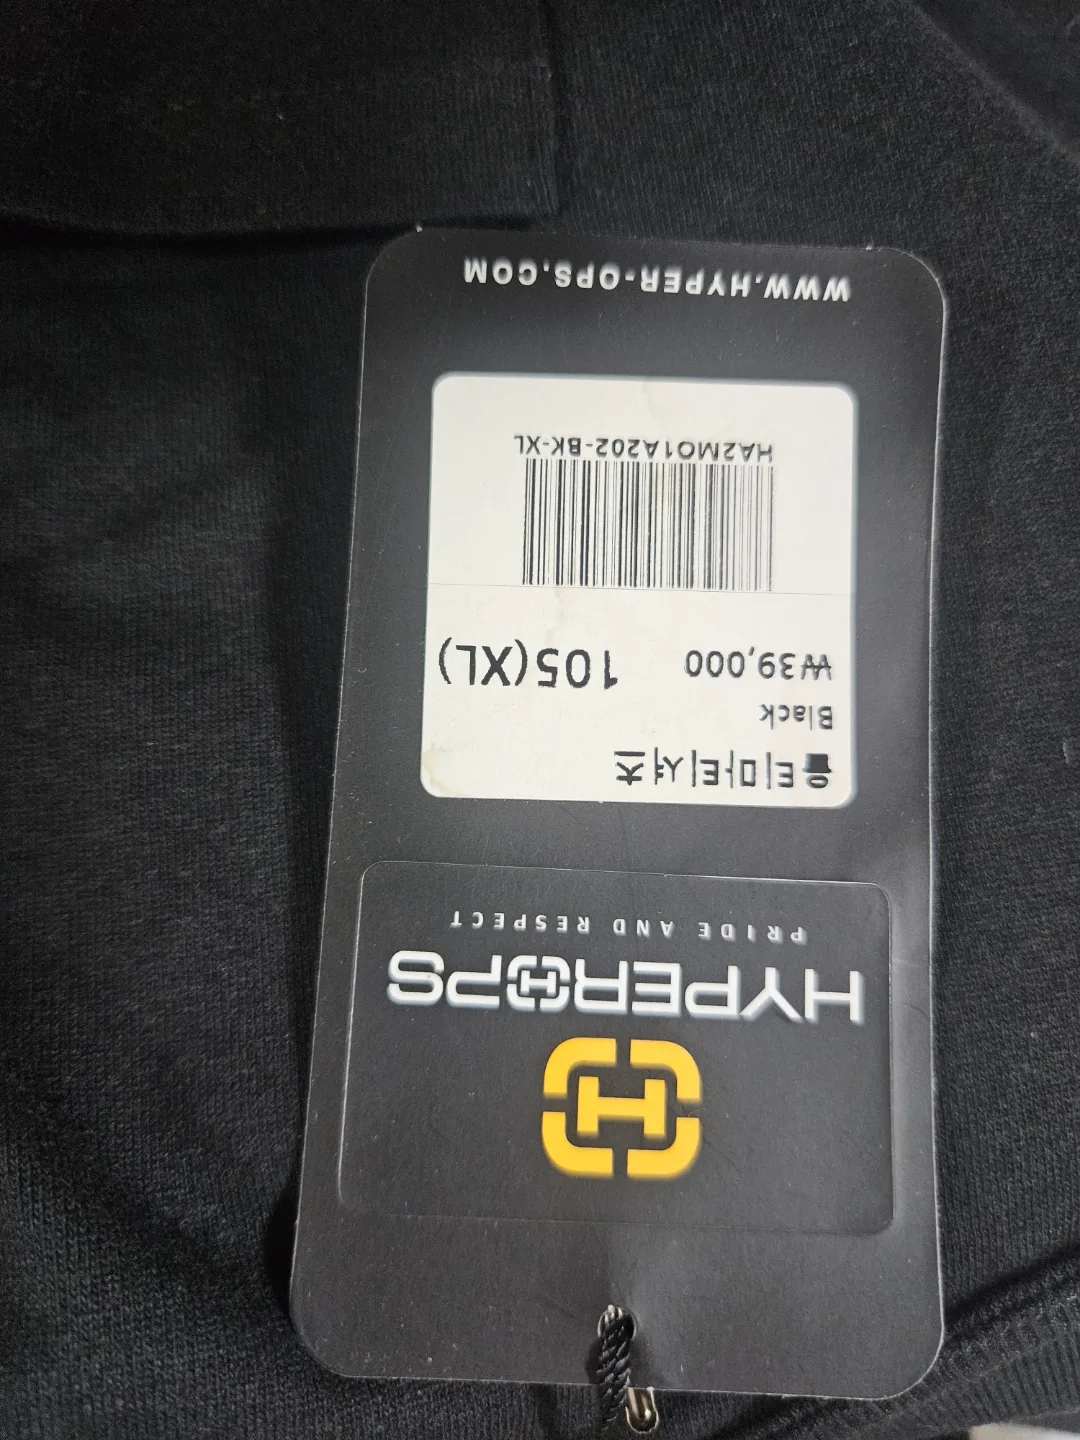 H
HYPEROPS
PRIDE AND RESPECT
Black
₩39,000 105(XL)
HA2MO1A202-BK-XL
WWW.HYPER-OPS.COM